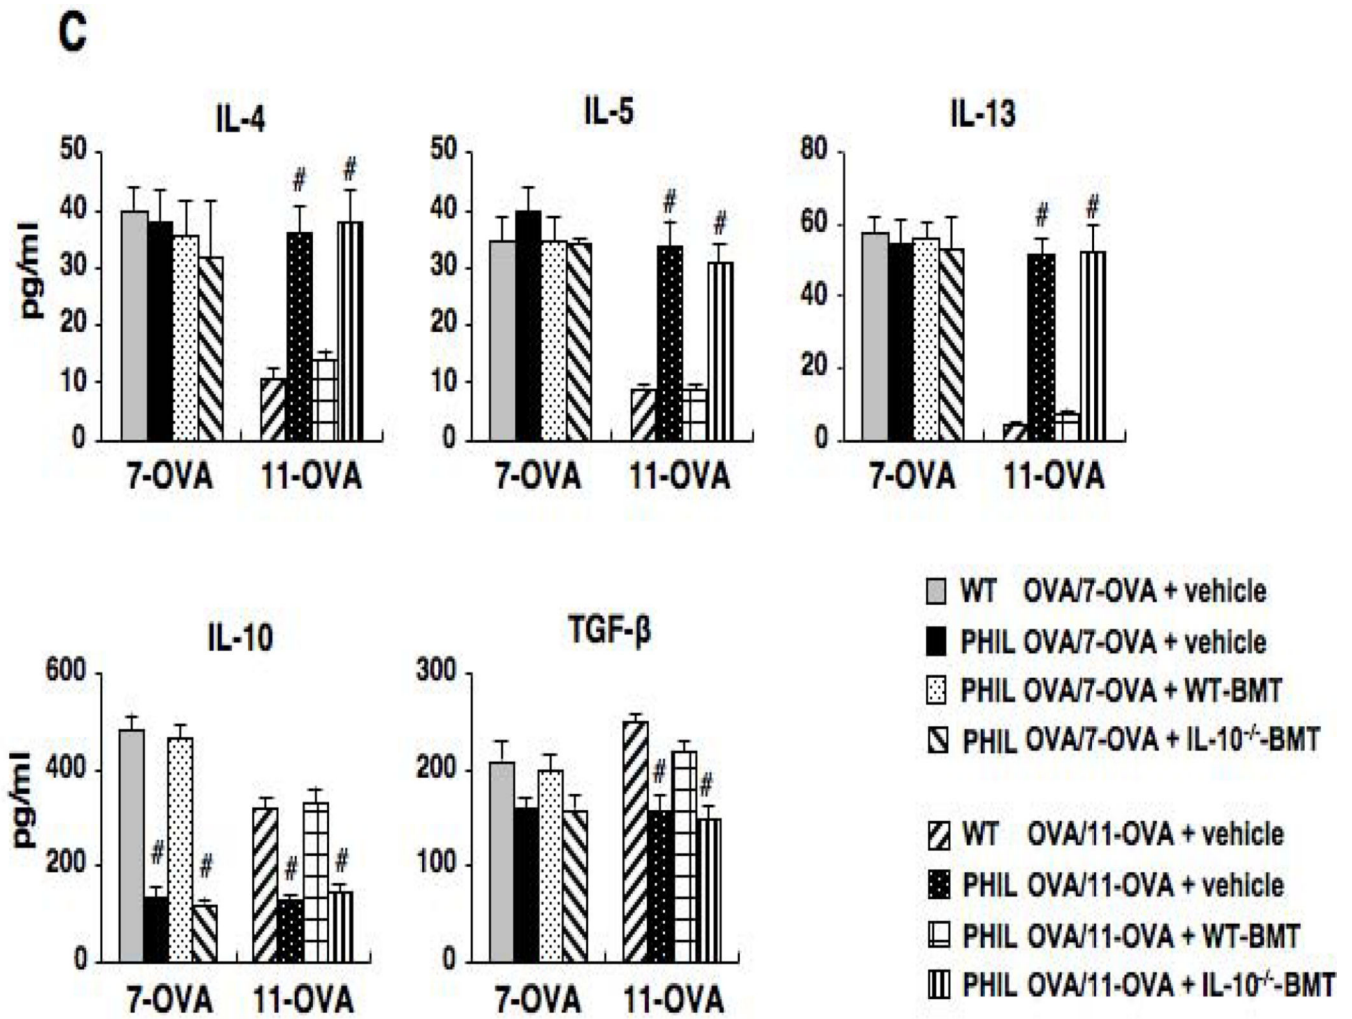 C
IL-4
50
40
30
20
10
0
pg/ml
# #
7-OVA 11-OVA
IL-5
50
40
30
20
10
0
# #
7-OVA 11-OVA
IL-13
80
60
40
20
0
# #
7-OVA 11-OVA
IL-10
600
400
200
0
pg/ml
# # # #
7-OVA 11-OVA
TGF-β
300
200
100
0
# #
7-OVA 11-OVA
WT OVA/7-OVA + vehicle
PHIL OVA/7-OVA + vehicle
PHIL OVA/7-OVA + WT-BMT
PHIL OVA/7-OVA + IL-10⁻/⁻-BMT
WT OVA/11-OVA + vehicle
PHIL OVA/11-OVA + vehicle
PHIL OVA/11-OVA + WT-BMT
PHIL OVA/11-OVA + IL-10⁻/⁻-BMT